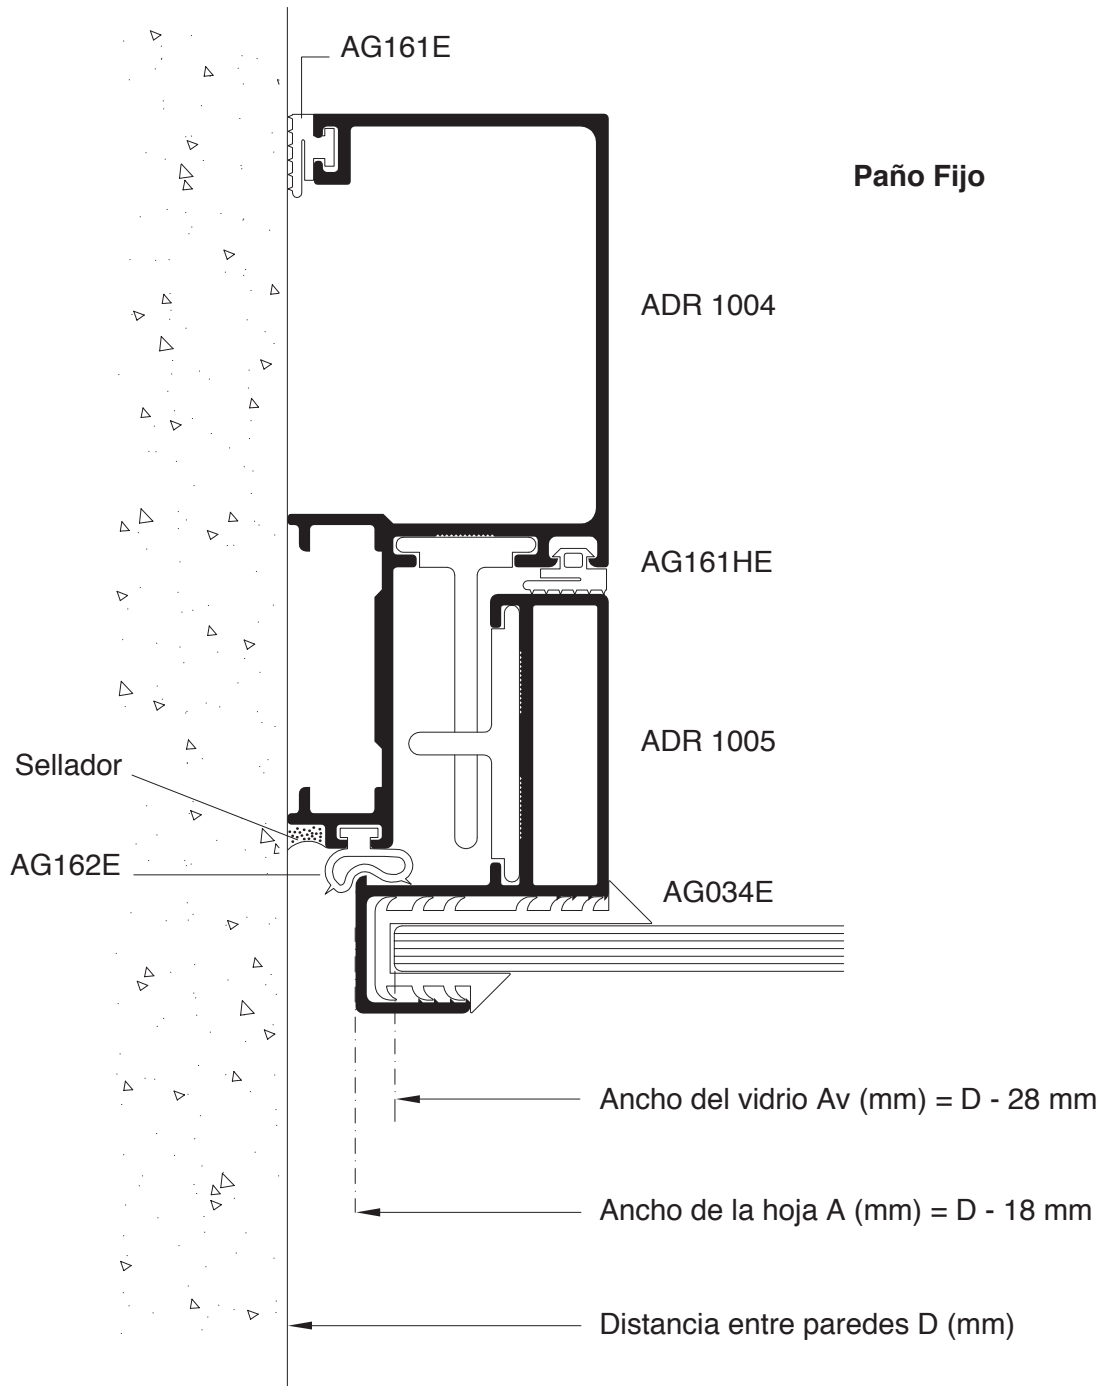 AG161E
Paño Fijo
ADR 1004
AG161HE
ADR 1005
Sellador
AG162E
AG034E
Ancho del vidrio Av (mm) = D - 28 mm
Ancho de la hoja A (mm) = D - 18 mm
Distancia entre paredes D (mm)